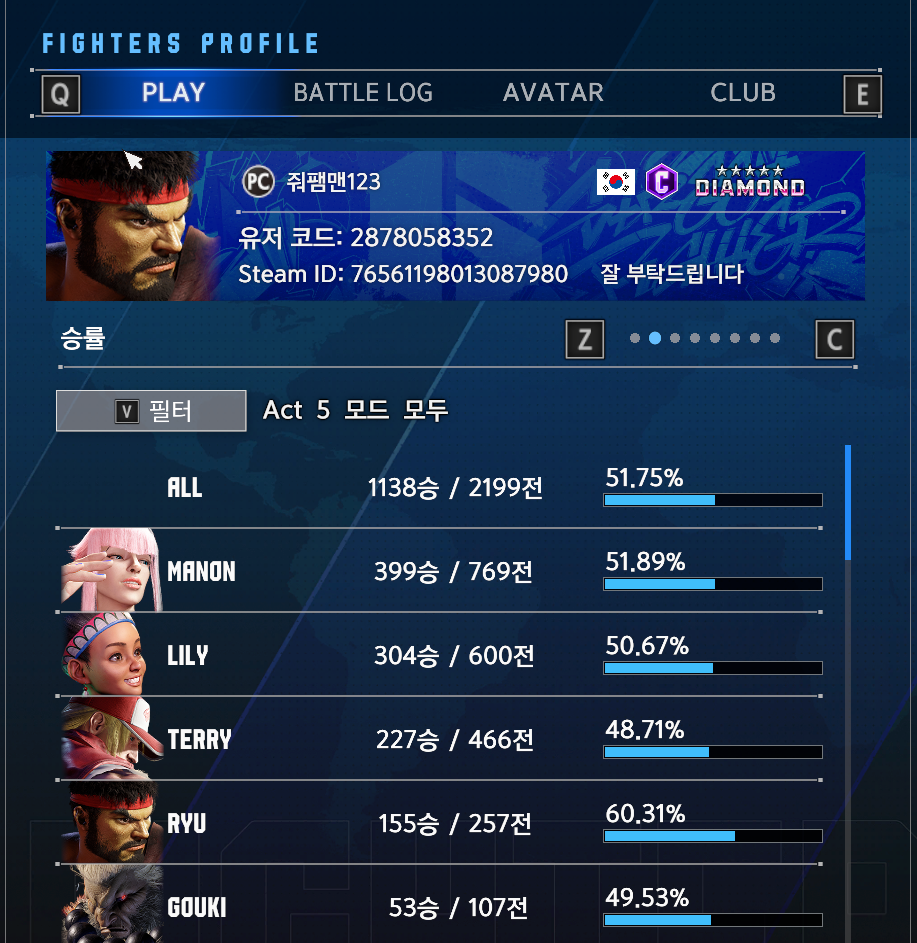 FIGHTERS PROFILE
Q PLAY BATTLE LOG AVATAR CLUB E
PC 줘팸맨123 C DIAMOND
유저 코드: 2878058352
Steam ID: 76561198013087980 잘 부탁드립니다
승률 Z C
V 필터 Act 5 모드 모두
ALL 1138승 / 2199전 51.75%
MANON 399승 / 769전 51.89%
LILY 304승 / 600전 50.67%
TERRY 227승 / 466전 48.71%
RYU 155승 / 257전 60.31%
GOUKI 53승 / 107전 49.53%